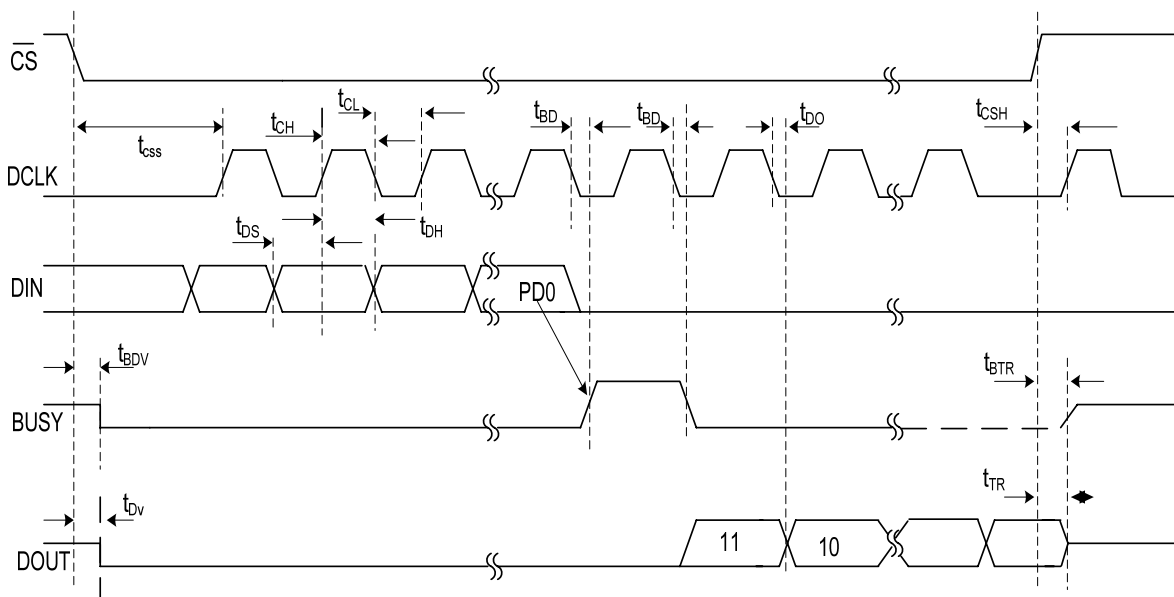 CS
tCL
tBD
tBD
tDO
tCSH
tCH
tcss
DCLK
tDS
tDH
DIN
PD0
tBDV
tBTR
BUSY
tTR
tDv
11
10
DOUT